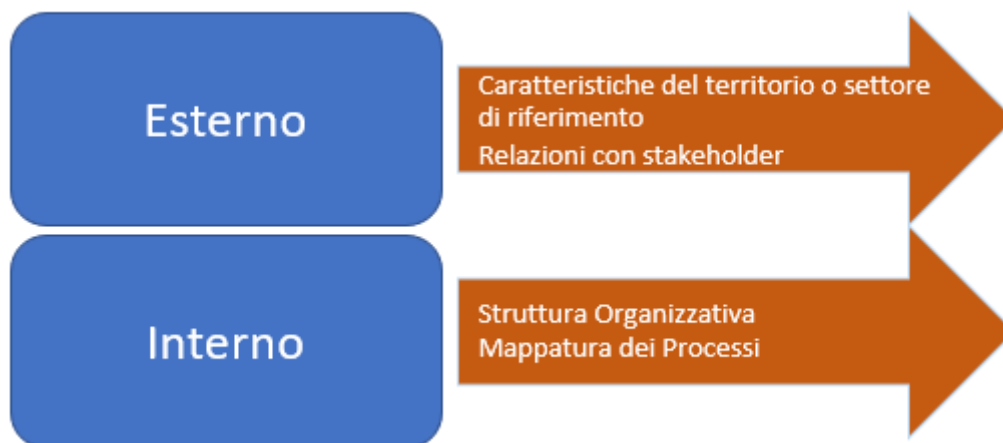 Esterno
Caratteristiche del territorio o settore
di riferimento
Relazioni con stakeholder
Interno
Struttura Organizzativa
Mappatura dei Processi